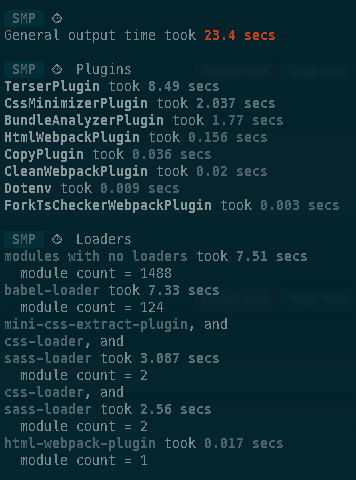 SMP ⏱
General output time took 23.4 secs
SMP ⏱ Plugins
TerserPlugin took 8.49 secs
CssMinimizerPlugin took 2.037 secs
BundleAnalyzerPlugin took 1.77 secs
HtmlWebpackPlugin took 0.156 secs
CopyPlugin took 0.036 secs
CleanWebpackPlugin took 0.02 secs
Dotenv took 0.009 secs
ForkTsCheckerWebpackPlugin took 0.003 secs
SMP ⏱ Loaders
modules with no loaders took 7.51 secs
module count = 1488
babel-loader took 7.33 secs
module count = 124
mini-css-extract-plugin, and
css-loader, and
sass-loader took 3.087 secs
module count = 2
css-loader, and
sass-loader took 2.56 secs
module count = 2
html-webpack-plugin took 0.017 secs
module count = 1